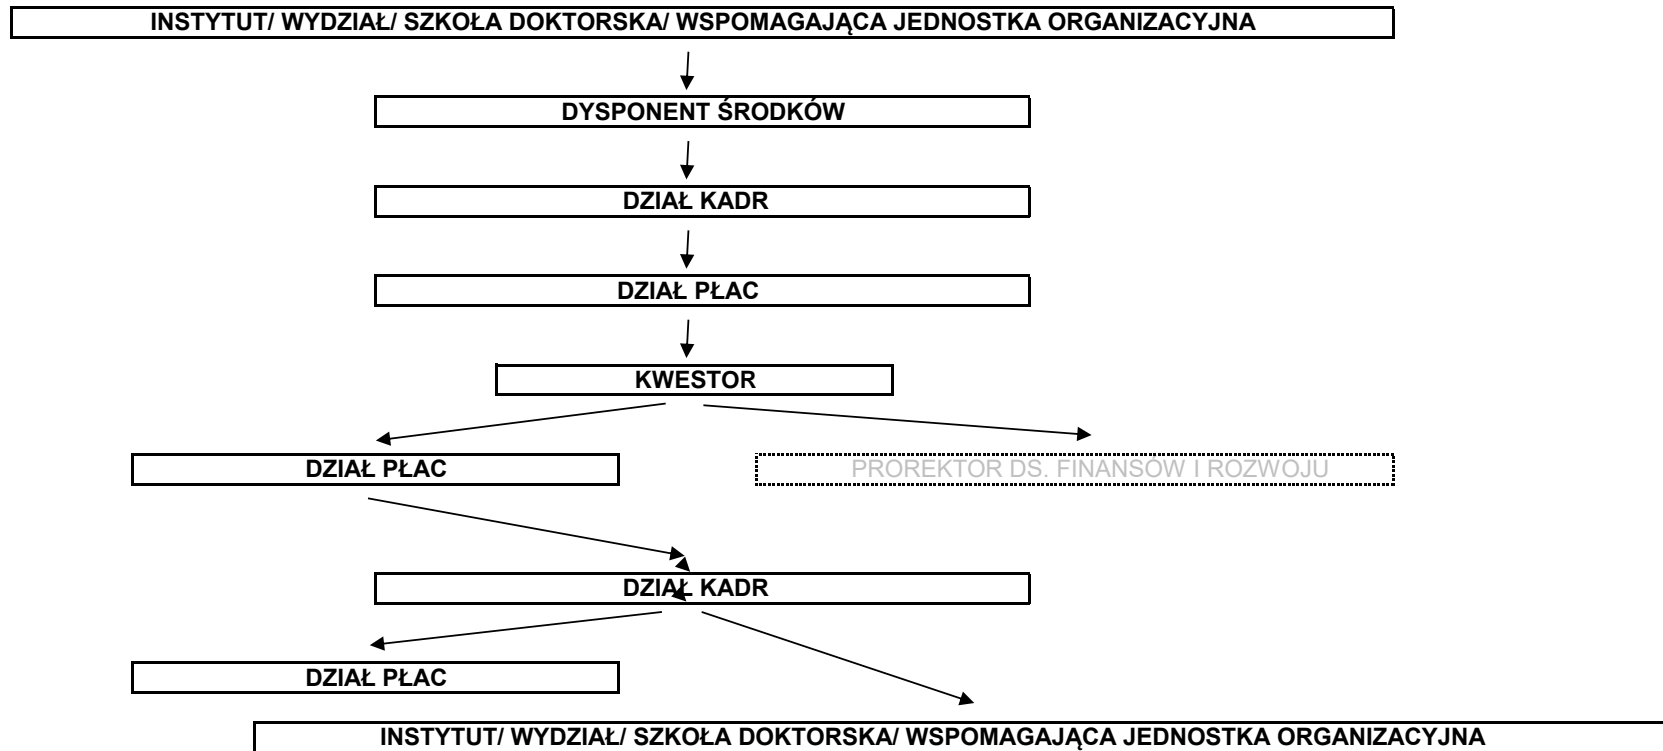 INSTYTUT/ WYDZIAŁ/ SZKOŁA DOKTORSKA/ WSPOMAGAJĄCA JEDNOSTKA ORGANIZACYJNA
DYSPONENT ŚRODKÓW
DZIAŁ KADR
DZIAŁ PŁAC
KWESTOR
DZIAŁ PŁAC
PROREKTOR DS. FINANSÓW I ROZWOJU
DZIAŁ KADR
DZIAŁ PŁAC
INSTYTUT/ WYDZIAŁ/ SZKOŁA DOKTORSKA/ WSPOMAGAJĄCA JEDNOSTKA ORGANIZACYJNA